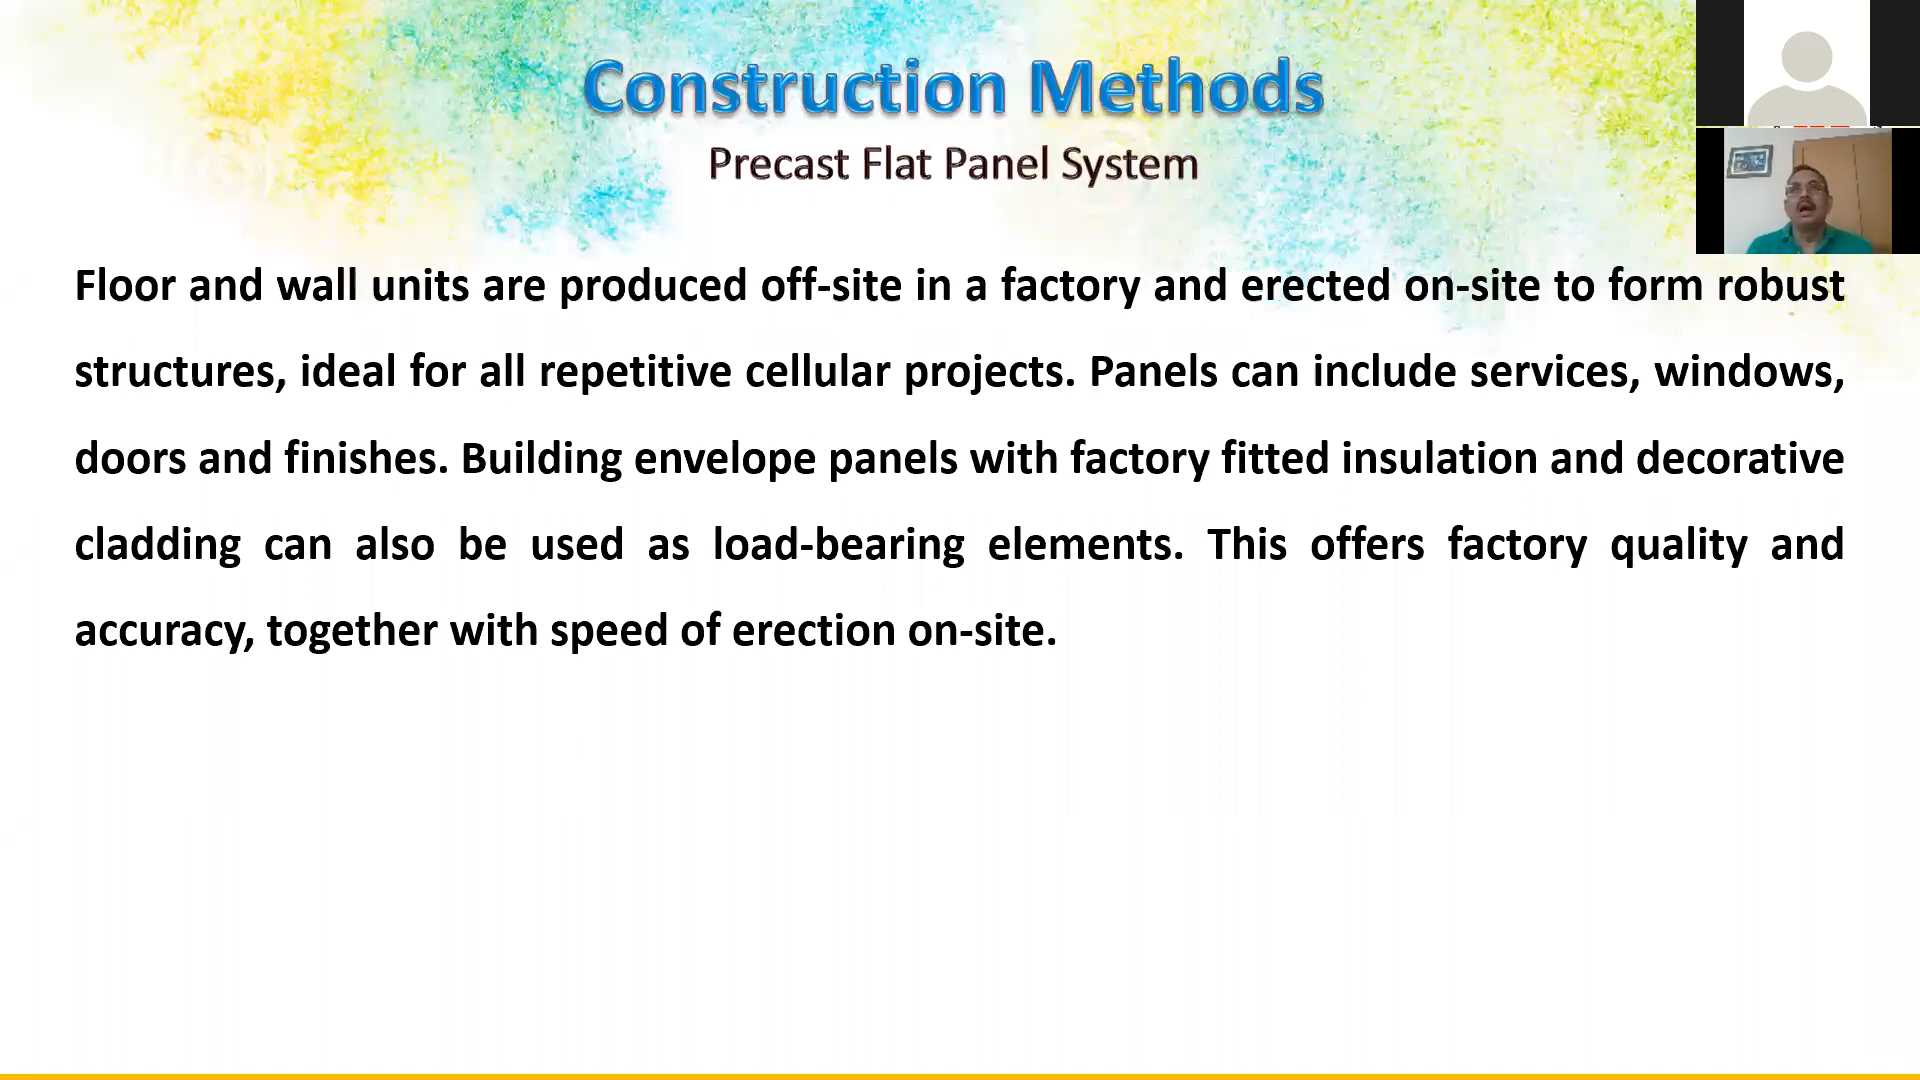 Construction Methods
Precast Flat Panel System
Floor and wall units are produced off-site in a factory and erected on-site to form robust
structures, ideal for all repetitive cellular projects. Panels can include services, windows,
doors and finishes. Building envelope panels with factory fitted insulation and decorative
cladding can also be used as load-bearing elements. This offers factory quality and
accuracy, together with speed of erection on-site.